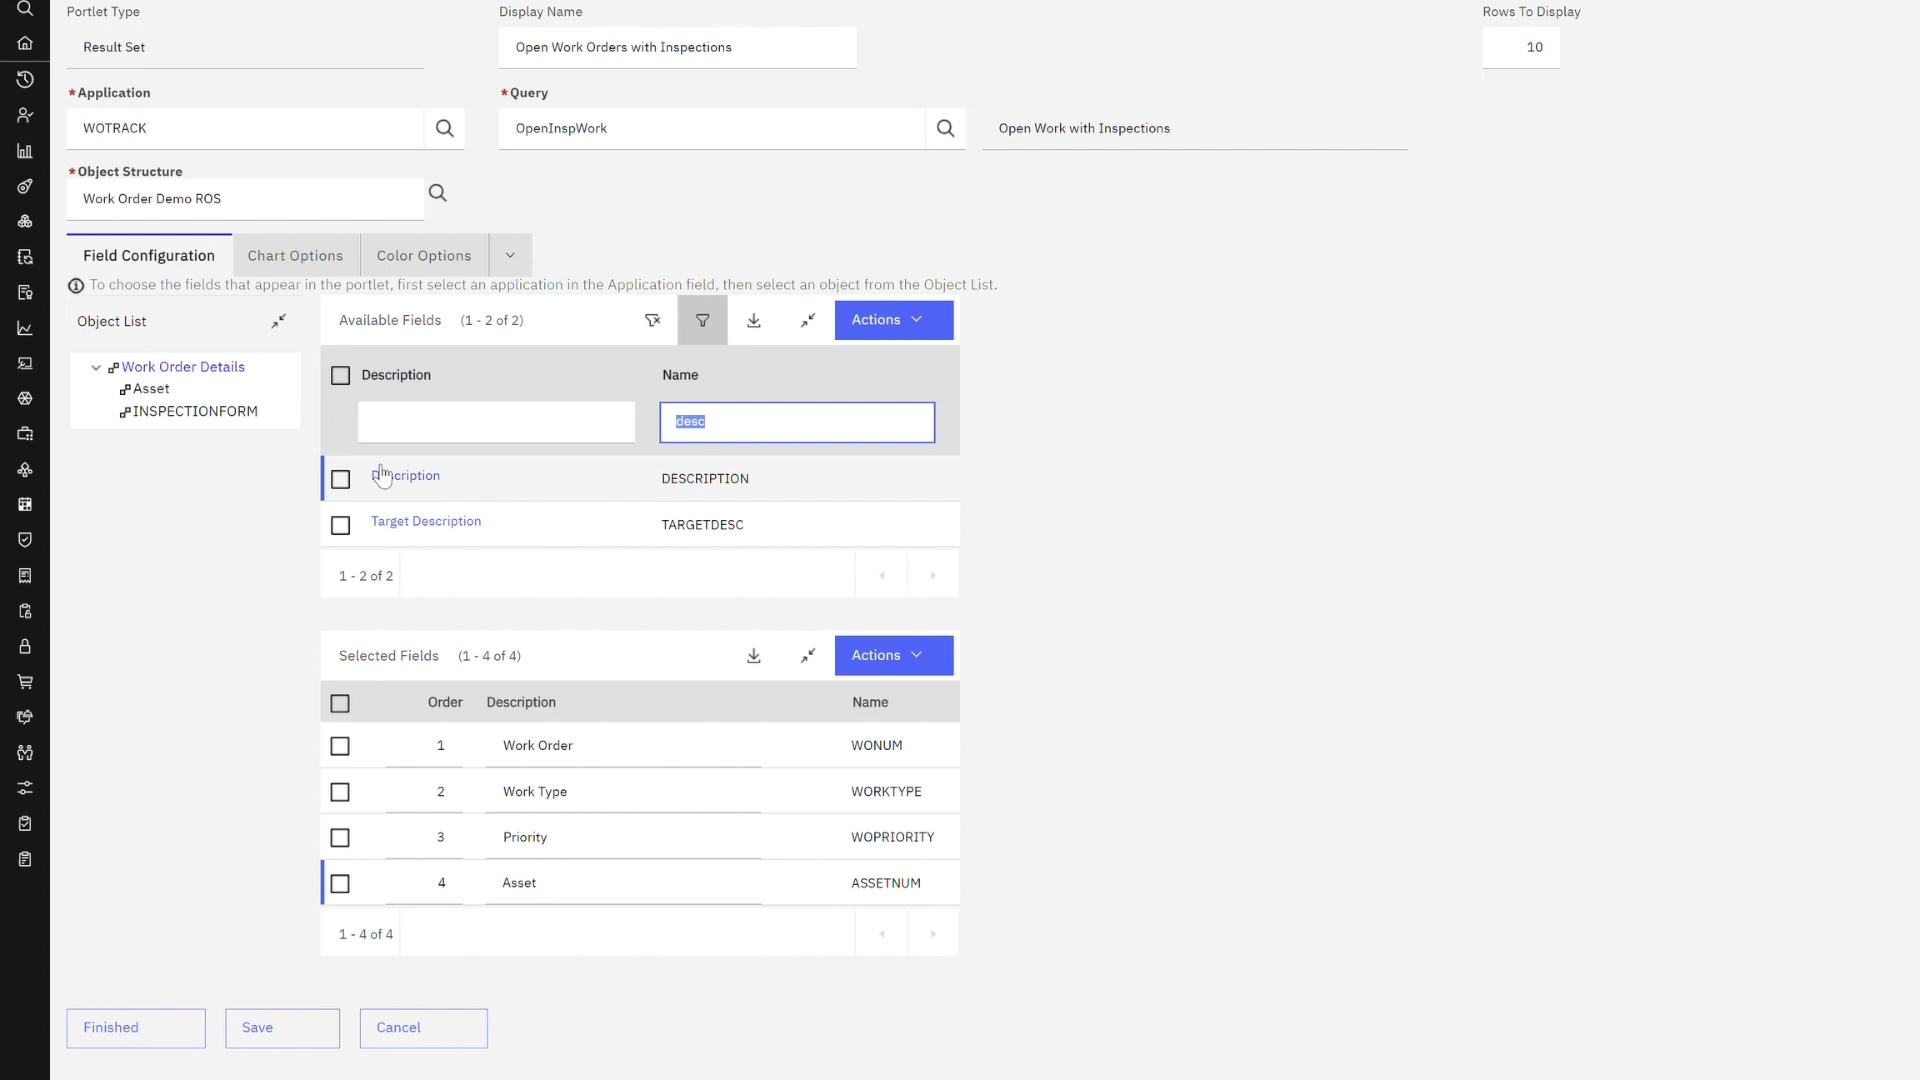 Portlet Type
Display Name
Rows To Display
Result Set
Open Work Orders with Inspections
10
*Application
*Query
WOTRACK
OpenInspWork
Open Work with Inspections
*Object Structure
Work Order Demo ROS
Field Configuration
Chart Options
Color Options
To choose the fields that appear in the portlet, first select an application in the Application field, then select an object from the Object List.
Object List
Work Order Details
Asset
INSPECTIONFORM
Available Fields (1 - 2 of 2)
Actions
Description
Name
desc
Description
DESCRIPTION
Target Description
TARGETDESC
1 - 2 of 2
Selected Fields (1 - 4 of 4)
Actions
Order
Description
Name
1
Work Order
WONUM
2
Work Type
WORKTYPE
3
Priority
WOPRIORITY
4
Asset
ASSETNUM
1 - 4 of 4
Finished
Save
Cancel